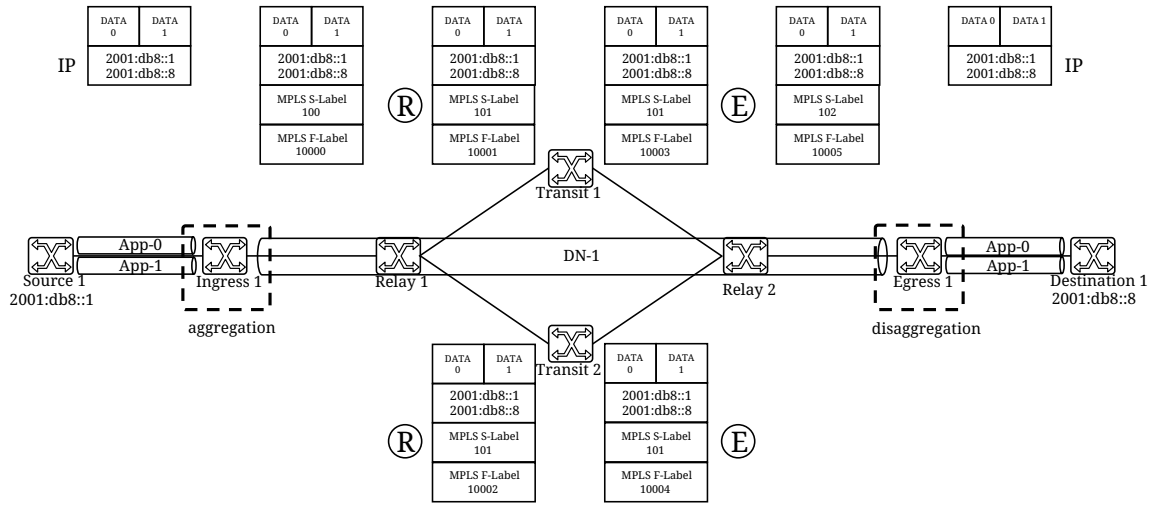 DATA 0 DATA 1
2001:db8::1
2001:db8::8
IP
DATA 0 DATA 1
2001:db8::1
2001:db8::8
MPLS S-Label
100
MPLS F-Label
10000
R
DATA 0 DATA 1
2001:db8::1
2001:db8::8
MPLS S-Label
101
MPLS F-Label
10001
DATA 0 DATA 1
2001:db8::1
2001:db8::8
MPLS S-Label
101
MPLS F-Label
10003
E
DATA 0 DATA 1
2001:db8::1
2001:db8::8
MPLS S-Label
102
MPLS F-Label
10005
DATA 0 DATA 1
2001:db8::1
2001:db8::8
IP
Transit 1
App-0
App-1
DN-1
App-0
App-1
Source 1
2001:db8::1
Ingress 1
Relay 1
Relay 2
Egress 1
Destination 1
2001:db8::8
aggregation
disaggregation
Transit 2
R
DATA 0 DATA 1
2001:db8::1
2001:db8::8
MPLS S-Label
101
MPLS F-Label
10002
DATA 0 DATA 1
2001:db8::1
2001:db8::8
MPLS S-Label
101
MPLS F-Label
10004
E